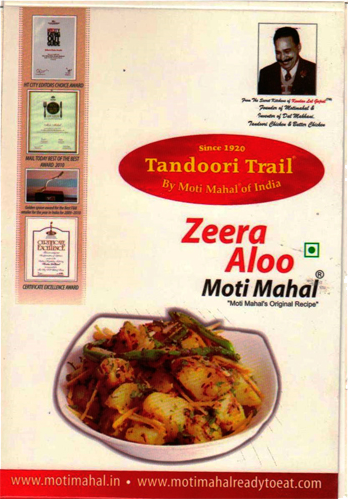 HT CITY EDITORS CHOICE AWARD
MAIL TODAY BEST OF THE BEST
AWARD 2010
CERTIFICATE EXCELLENCE AWARD
From The Secret Kitchen of Kundan Lal Gujral
Founder of Motimahal &
Inventor of Dal Makhani,
Tandoori Chicken & Butter Chicken
Since 1920
Tandoori Trail
By Moti Mahal® of India
Zeera
Aloo
Moti Mahal®
"Moti Mahal's Original Recipe"
www.motimahal.in • www.motimahalreadytoeat.com